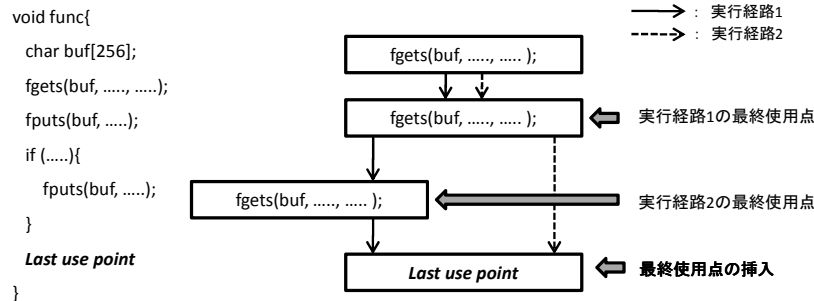 void func{
char buf[256];
fgets(buf, ....., .....);
fputs(buf, .....);
if (.....){
fputs(buf, .....);
}
Last use point
}
: 実行経路1
: 実行経路2
fgets(buf, ....., ..... );
fgets(buf, ....., ..... );
実行経路1の最終使用点
fgets(buf, ....., ..... );
実行経路2の最終使用点
Last use point
最終使用点の挿入